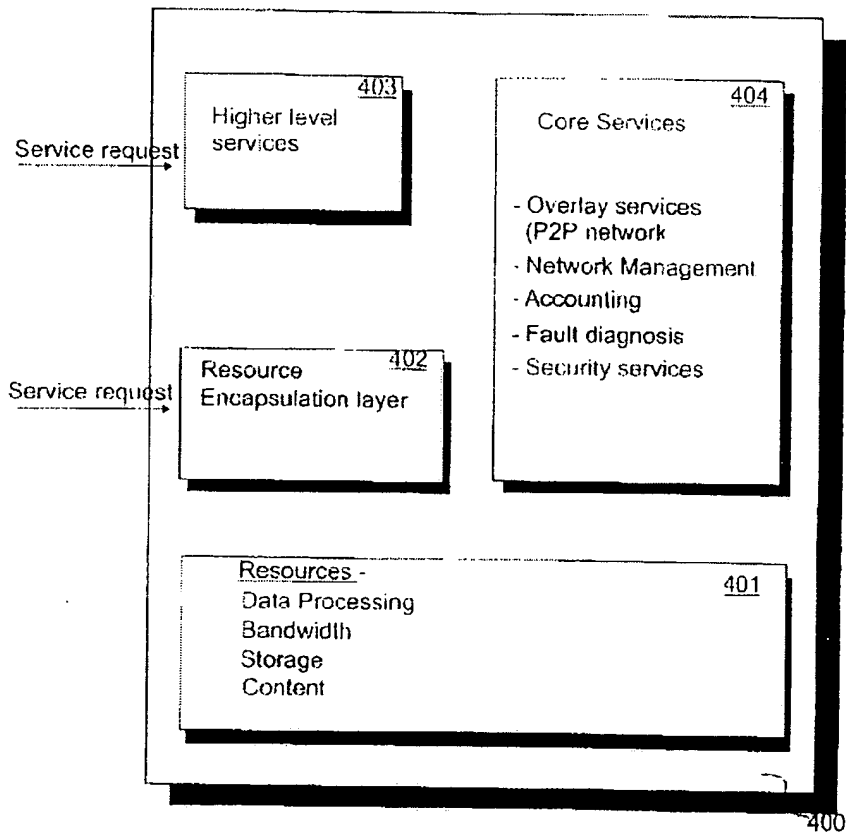 403
Higher level
services
Service request
404
Core Services
- Overlay services
(P2P network
- Network Management
- Accounting
- Fault diagnosis
- Security services
402
Resource
Encapsulation layer
Service request
Resources -
401
Data Processing
Bandwidth
Storage
Content
400